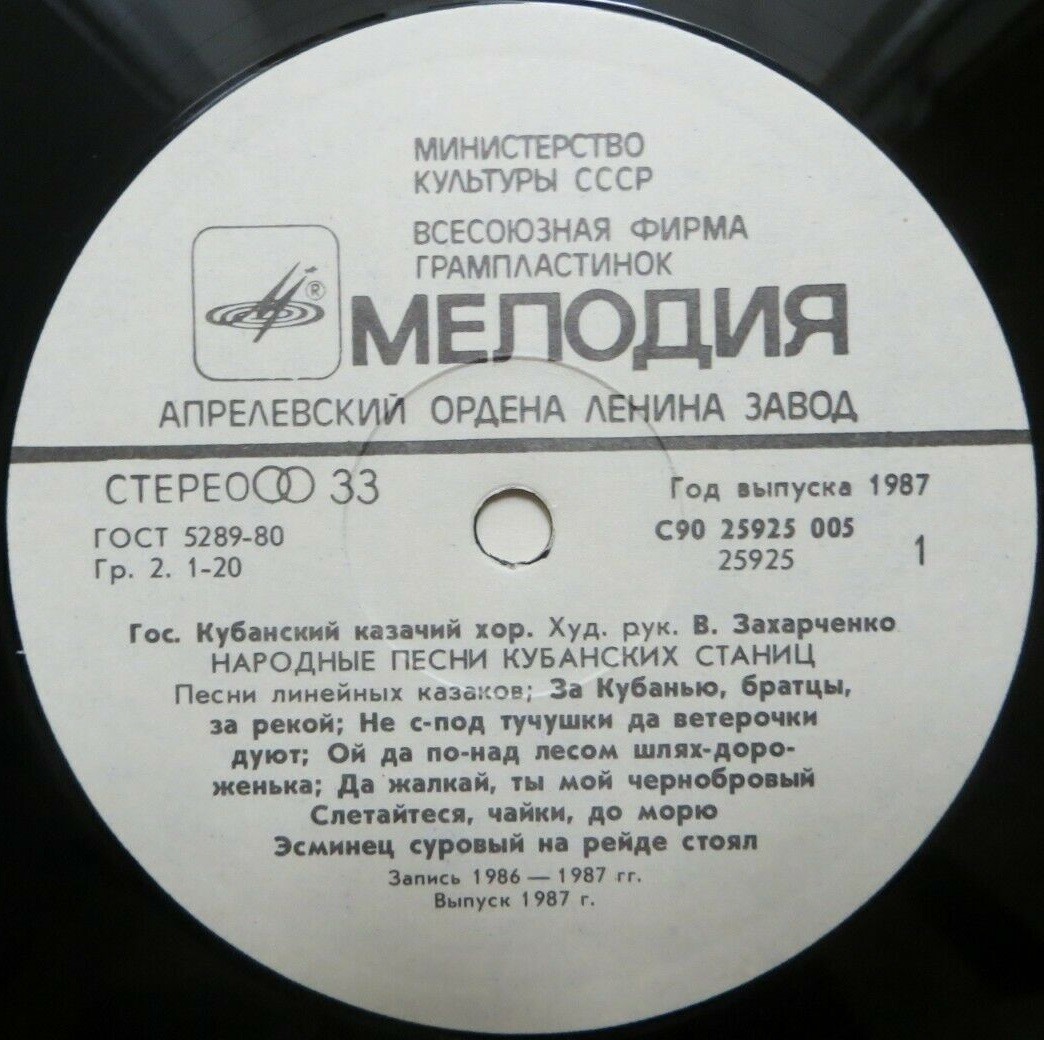 МИНИСТЕРСТВО
КУЛЬТУРЫ СССР
ВСЕСОЮЗНАЯ ФИРМА
ГРАМПЛАСТИНОК
®
МЕЛОДИЯ
АПРЕЛЕВСКИЙ ОРДЕНА ЛЕНИНА ЗАВОД
СТЕРЕО 33
ГОСТ 5289-80
Гр. 2. 1-20
Год выпуска 1987
С90 25925 005
25925
1
Гос. Кубанский казачий хор. Худ. рук. В. Захарченко
НАРОДНЫЕ ПЕСНИ КУБАНСКИХ СТАНИЦ
Песни линейных казаков; За Кубанью, братцы,
за рекой; Не с-под тучушки да ветерочки
дуют; Ой да по-над лесом шлях-доро-
женька; Да жалкай, ты мой чернобровый
Слетайтеся, чайки, до морю
Эсминец суровый на рейде стоял
Запись 1986 — 1987 гг.
Выпуск 1987 г.